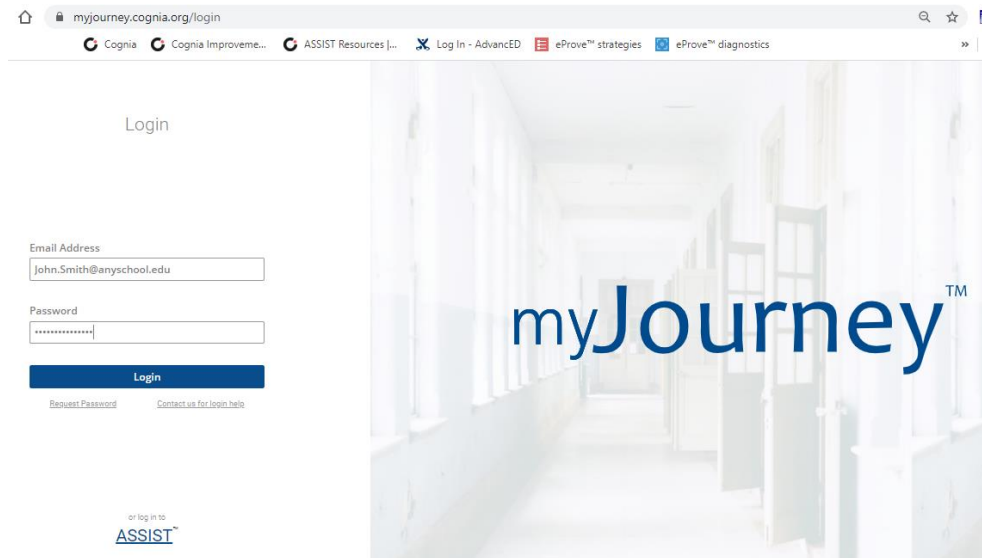 myjourney.cognia.org/login
Cognia Cognia Improveme... ASSIST Resources |... Log In - AdvancED eProve™ strategies eProve™ diagnostics »
Login
Email Address
John.Smith@anyschool.edu
Password
•••••••••••••••
Login
Request Password Contact us for login help
myJourney™
or log in to
ASSIST™